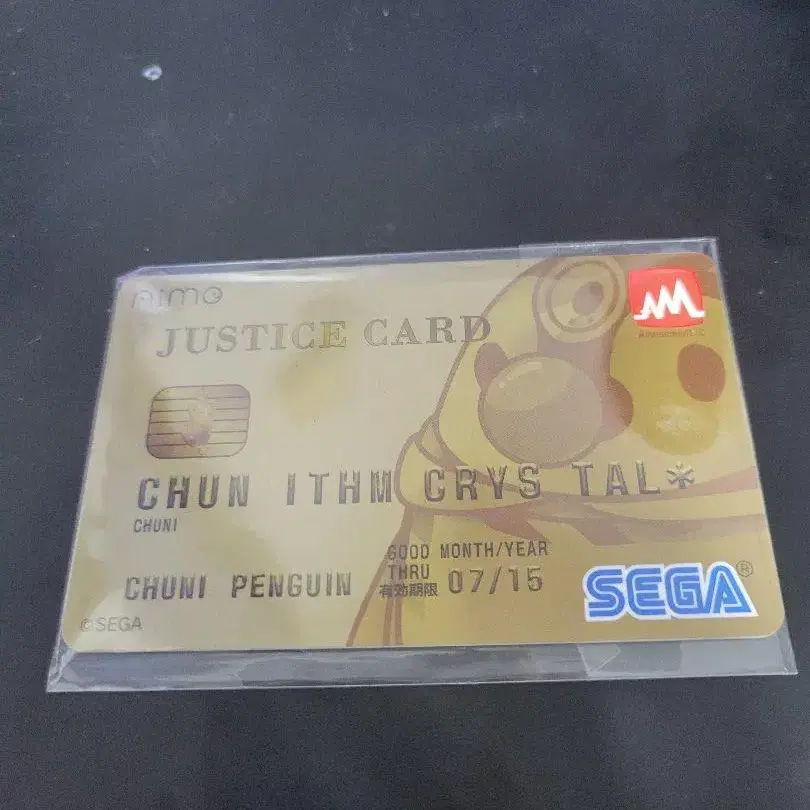 aime
JUSTICE CARD
CHUN ITHM CRYS TAL*
CHUNI
GOOD MONTH/YEAR
THRU
有効期限 07/15
CHUNI PENGUIN
SEGA®
©SEGA